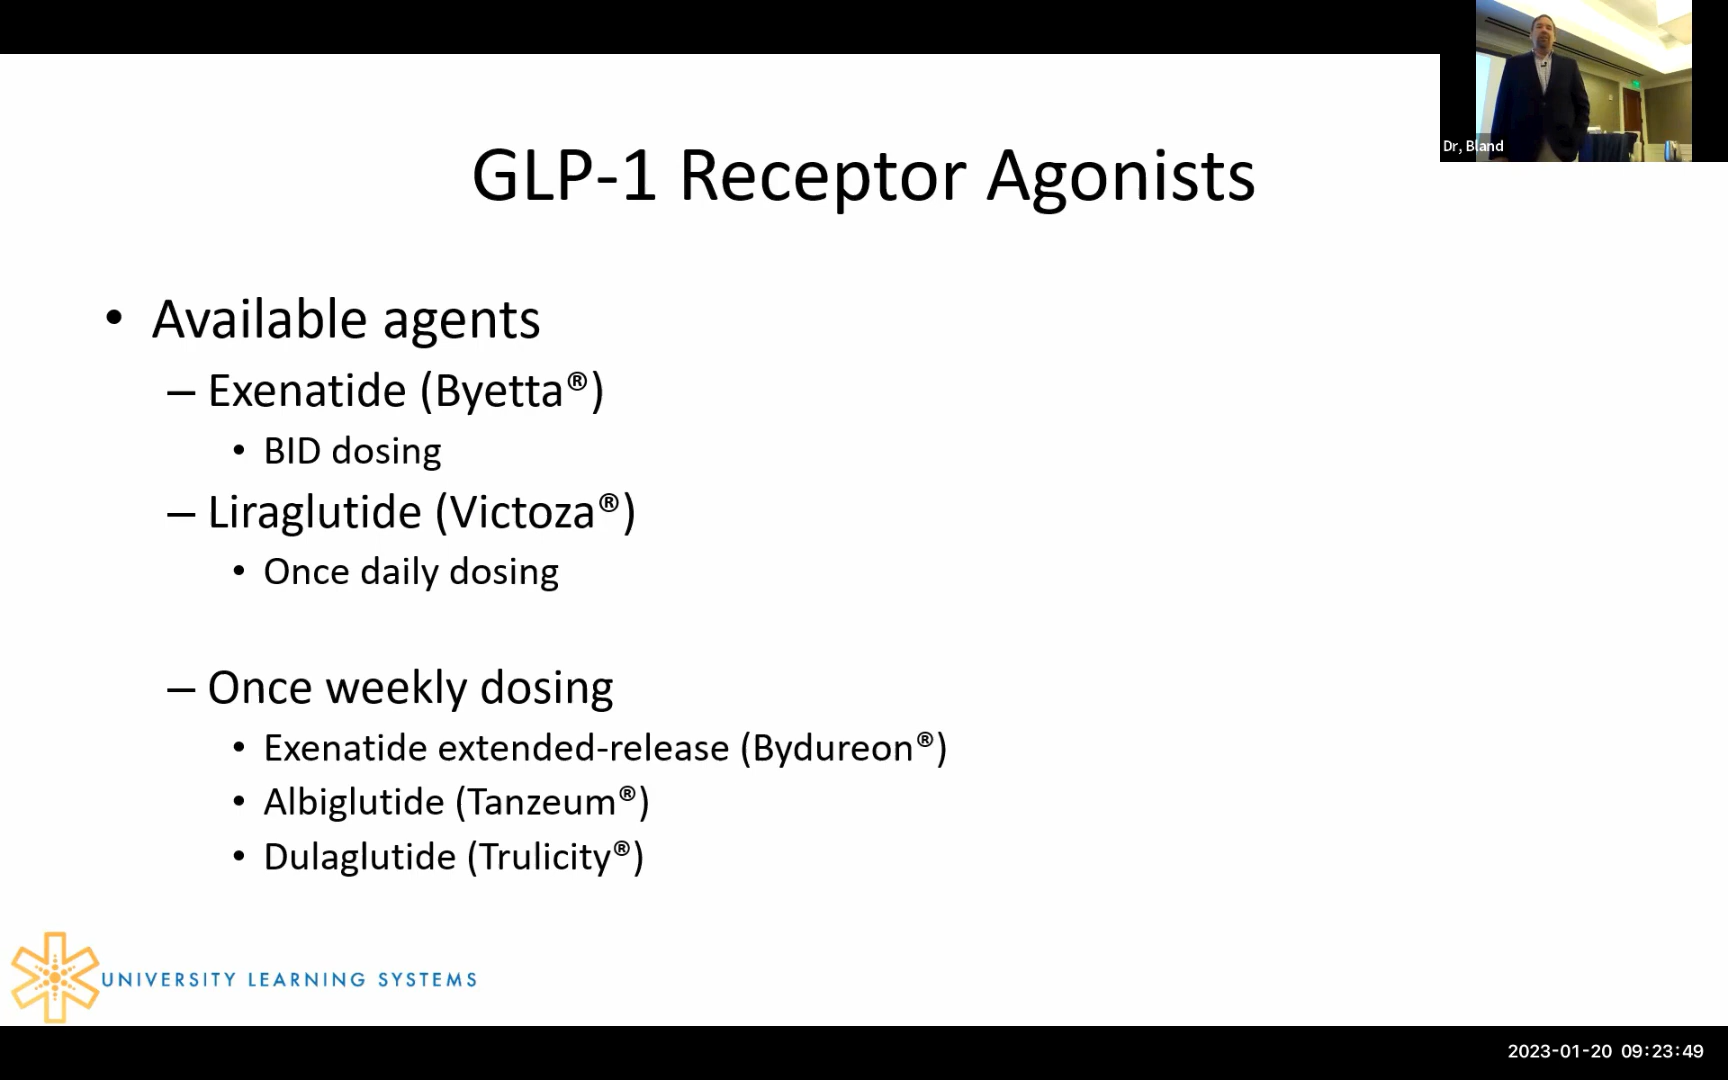 Dr, Bland
GLP-1 Receptor Agonists
• Available agents
– Exenatide (Byetta®)
• BID dosing
– Liraglutide (Victoza®)
• Once daily dosing
– Once weekly dosing
• Exenatide extended-release (Bydureon®)
• Albiglutide (Tanzeum®)
• Dulaglutide (Trulicity®)
UNIVERSITY LEARNING SYSTEMS
2023-01-20 09:23:49